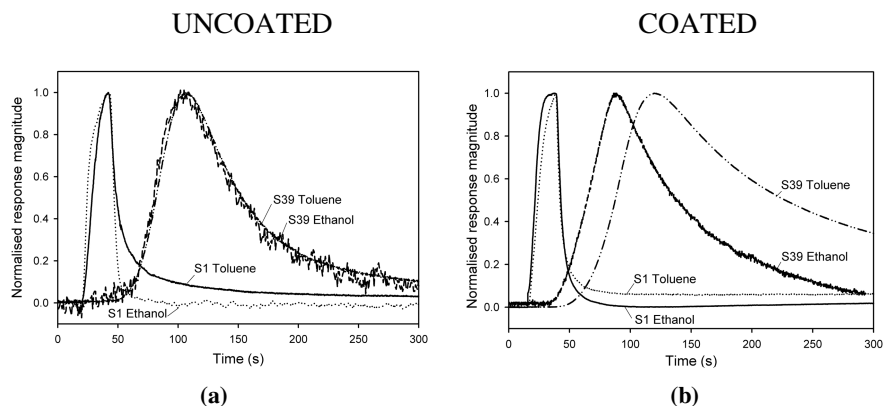 UNCOATED
COATED
Normalised response magnitude
1.0
0.8
0.6
0.4
0.2
0.0
S39 Toluene
S39 Ethanol
S1 Toluene
S1 Ethanol
0 50 100 150 200 250 300
Time (s)
(a)
Normalised response magnitude
1.0
0.8
0.6
0.4
0.2
0.0
S39 Toluene
S39 Ethanol
S1 Toluene
S1 Ethanol
0 50 100 150 200 250 300
Time (s)
(b)